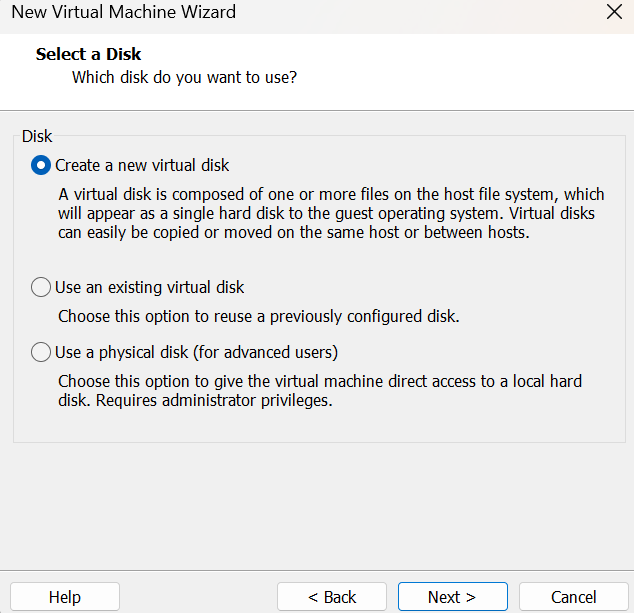 New Virtual Machine Wizard
Select a Disk
Which disk do you want to use?
Disk
Create a new virtual disk
A virtual disk is composed of one or more files on the host file system, which
will appear as a single hard disk to the guest operating system. Virtual disks
can easily be copied or moved on the same host or between hosts.
Use an existing virtual disk
Choose this option to reuse a previously configured disk.
Use a physical disk (for advanced users)
Choose this option to give the virtual machine direct access to a local hard
disk. Requires administrator privileges.
Help
< Back
Next >
Cancel